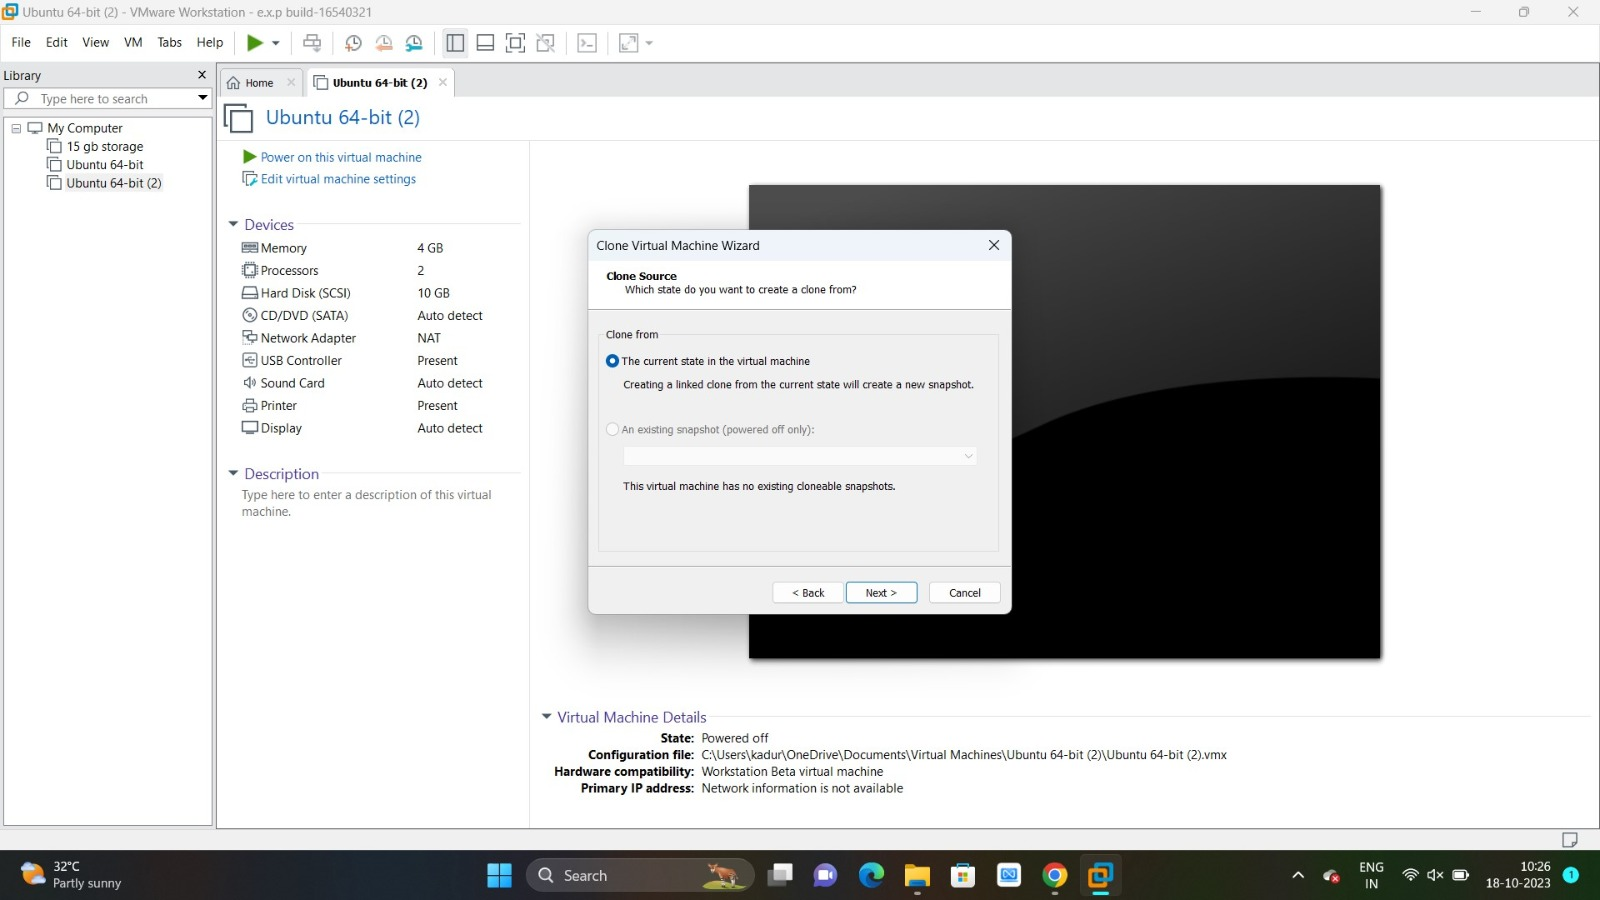 Ubuntu 64-bit (2) - VMware Workstation - e.x.p build-16540321
File Edit View VM Tabs Help
Library
Type here to search
My Computer
15 gb storage
Ubuntu 64-bit
Ubuntu 64-bit (2)
Home
Ubuntu 64-bit (2)
Ubuntu 64-bit (2)
Power on this virtual machine
Edit virtual machine settings
Devices
Memory 4 GB
Processors 2
Hard Disk (SCSI) 10 GB
CD/DVD (SATA) Auto detect
Network Adapter NAT
USB Controller Present
Sound Card Auto detect
Printer Present
Display Auto detect
Description
Type here to enter a description of this virtual
machine.
Clone Virtual Machine Wizard
Clone Source
Which state do you want to create a clone from?
Clone from
The current state in the virtual machine
Creating a linked clone from the current state will create a new snapshot.
An existing snapshot (powered off only):
This virtual machine has no existing cloneable snapshots.
< Back Next > Cancel
Virtual Machine Details
State: Powered off
Configuration file: C:\Users\kadur\OneDrive\Documents\Virtual Machines\Ubuntu 64-bit (2)\Ubuntu 64-bit (2).vmx
Hardware compatibility: Workstation Beta virtual machine
Primary IP address: Network information is not available
32°C
Partly sunny
Search
ENG
IN
10:26
18-10-2023
1